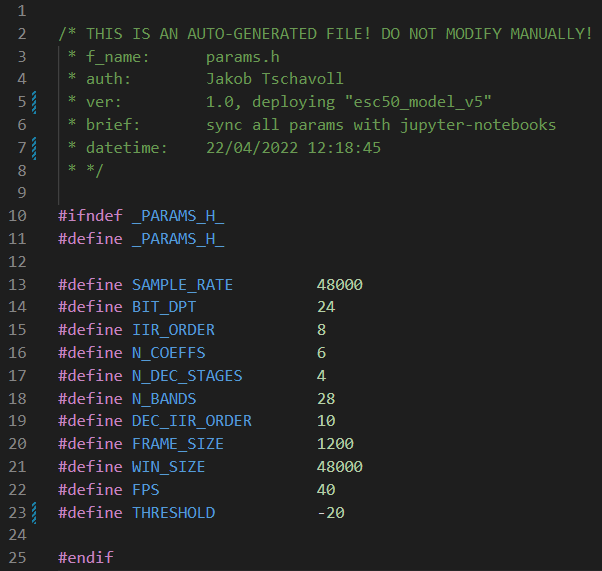 1
2 /* THIS IS AN AUTO-GENERATED FILE! DO NOT MODIFY MANUALLY!
3 * f_name: params.h
4 * auth: Jakob Tschavoll
5 * ver: 1.0, deploying "esc50_model_v5"
6 * brief: sync all params with jupyter-notebooks
7 * datetime: 22/04/2022 12:18:45
8 * */
9
10 #ifndef _PARAMS_H_
11 #define _PARAMS_H_
12
13 #define SAMPLE_RATE 48000
14 #define BIT_DPT 24
15 #define IIR_ORDER 8
16 #define N_COEFFS 6
17 #define N_DEC_STAGES 4
18 #define N_BANDS 28
19 #define DEC_IIR_ORDER 10
20 #define FRAME_SIZE 1200
21 #define WIN_SIZE 48000
22 #define FPS 40
23 #define THRESHOLD -20
24
25 #endif